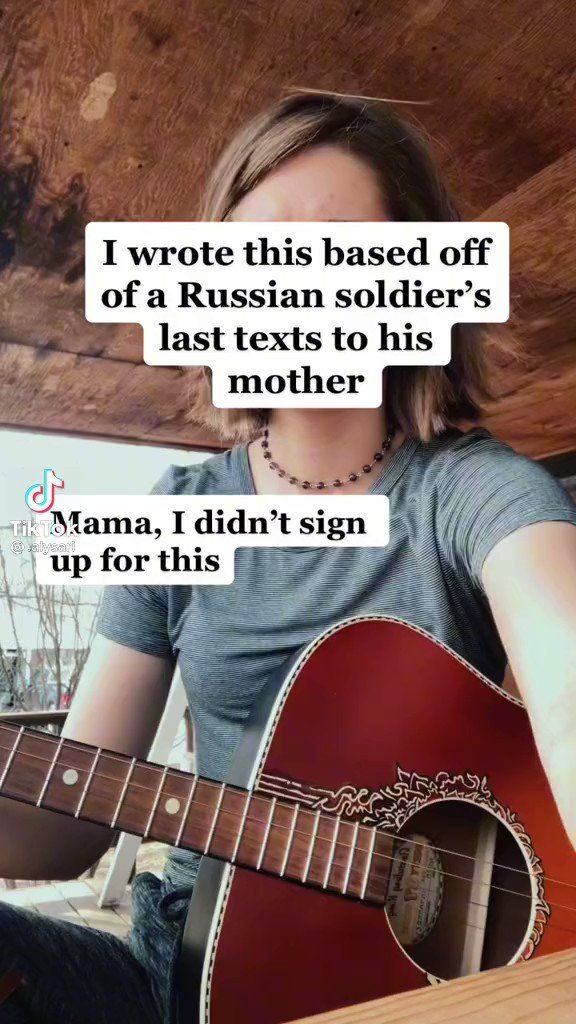 I wrote this based off
of a Russian soldier's
last texts to his
mother
Mama, I didn't sign
up for this
TikTok